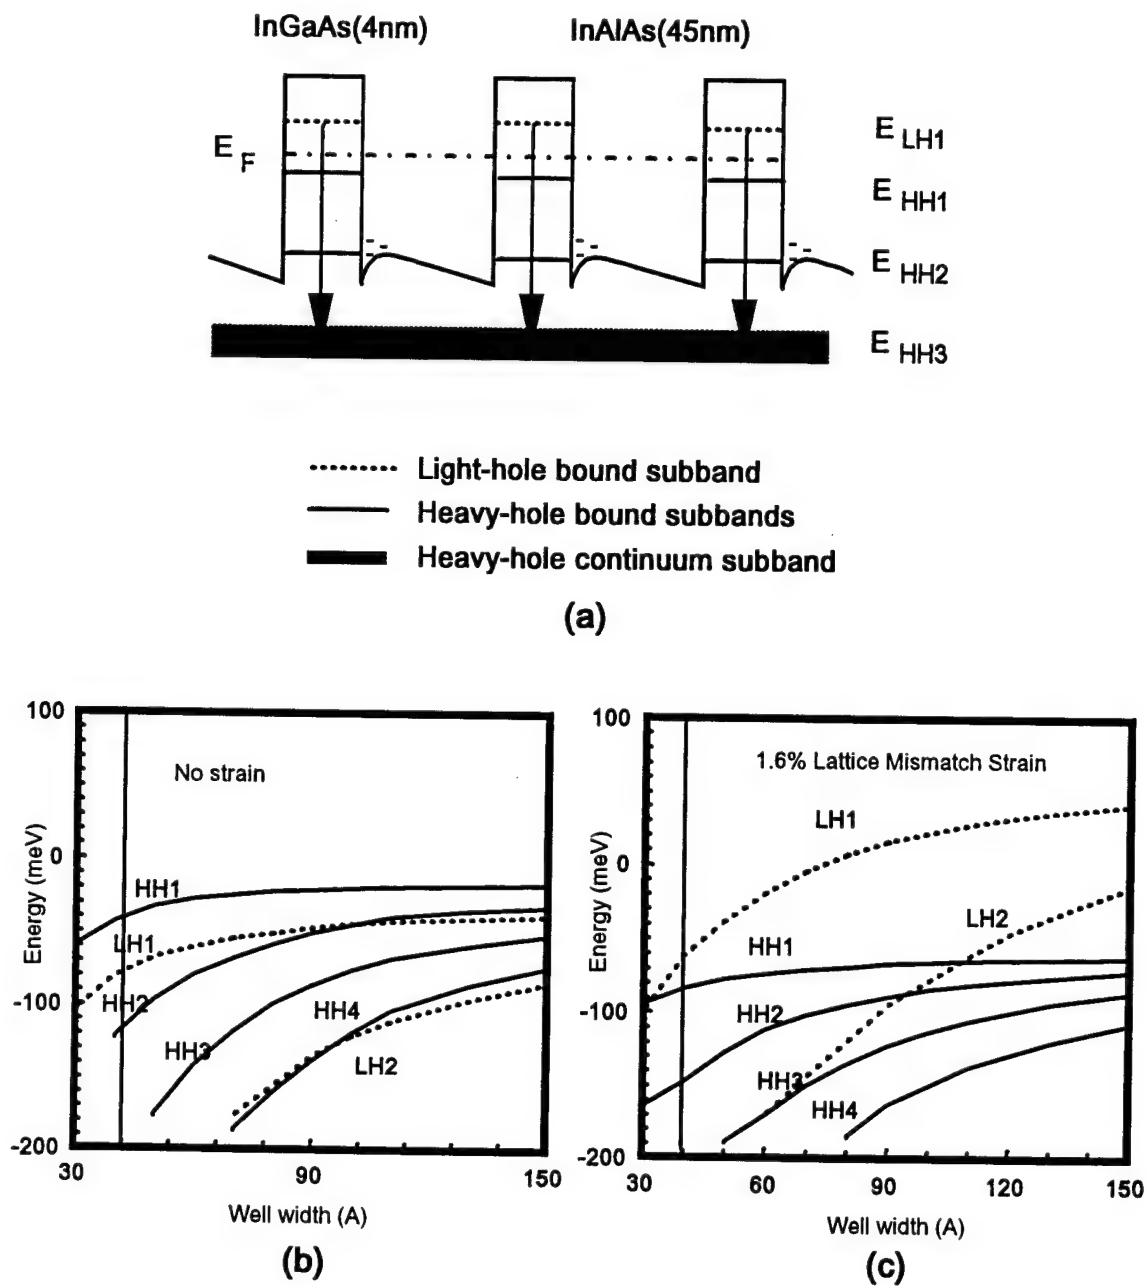 InGaAs(4nm) InAlAs(45nm)
E F
E LH1
E HH1
E HH2
E HH3
Light-hole bound subband
Heavy-hole bound subbands
Heavy-hole continuum subband
(a)
100
0
-100
-200
Energy (meV)
No strain
HH1
LH1
HH2
HH3
HH4
LH2
30 90 150
Well width (A)
(b)
100
0
-100
-200
Energy (meV)
1.6% Lattice Mismatch Strain
LH1
LH2
HH1
HH2
HH3
HH4
30 60 90 120 150
Well width (A)
(c)